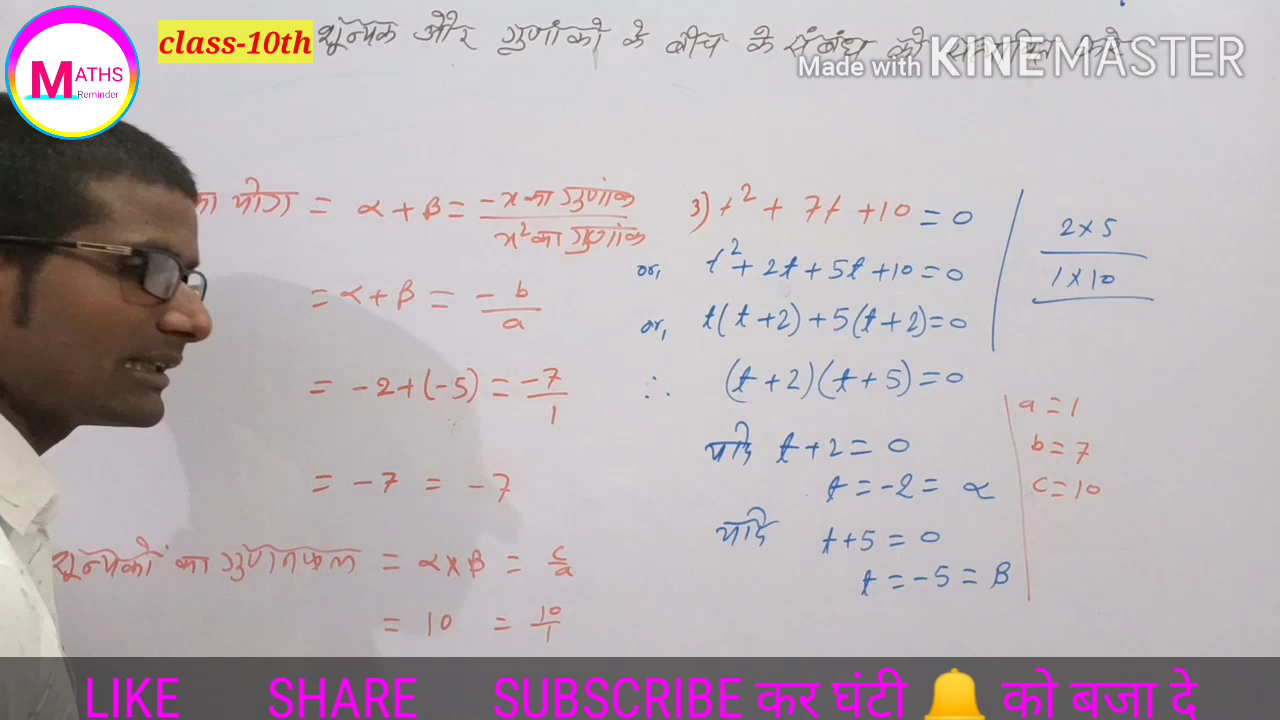 MATHS
Reminder
class-10th
शून्यक और गुणांको के बीच के संबंध की सत्यापित करे
Made with KINEMASTER
का योग = α + β = -x का गुणांक / x² का गुणांक
= α + β = - b/a
= -2 + (-5) = -7/1
= -7 = -7
शून्यकों का गुणनफल = α × β = c/a
= 10 = 10/1
3) t² + 7t + 10 = 0
or, t² + 2t + 5t + 10 = 0
or, t(t+2) + 5(t+2) = 0
∴ (t+2)(t+5) = 0
यदि t + 2 = 0
t = -2 = α
यदि t + 5 = 0
t = -5 = β
2 × 5
1 × 10
a = 1
b = 7
c = 10
LIKE SHARE SUBSCRIBE कर घंटी 🔔 को बजा दे